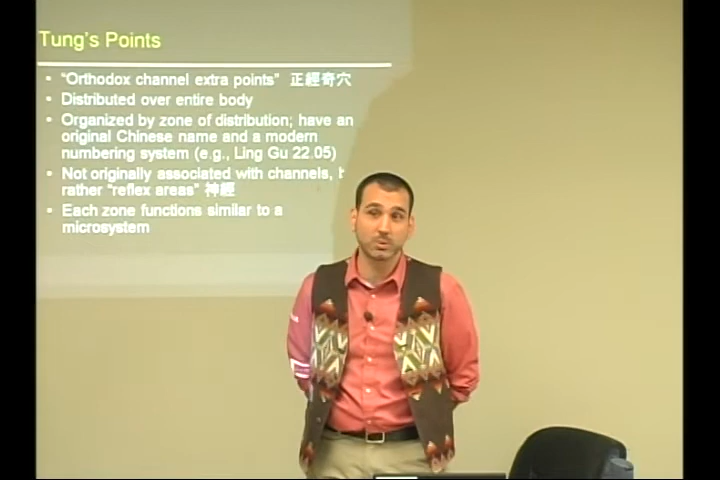 Tung's Points
• "Orthodox channel extra points" 正經奇穴
• Distributed over entire body
• Organized by zone of distribution; have an
original Chinese name and a modern
numbering system (e.g., Ling Gu 22.05)
• Not originally associated with channels,
rather "reflex areas" 神經
• Each zone functions similar to a
microsystem